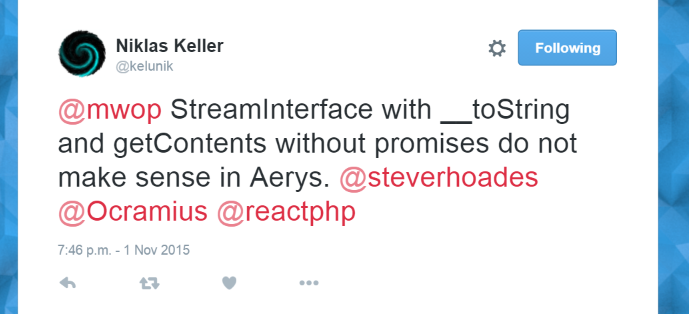 Niklas Keller
@kelunik
Following
@mwop StreamInterface with __toString
and getContents without promises do not
make sense in Aerys. @steverhoades
@Ocramius @reactphp
7:46 p.m. - 1 Nov 2015